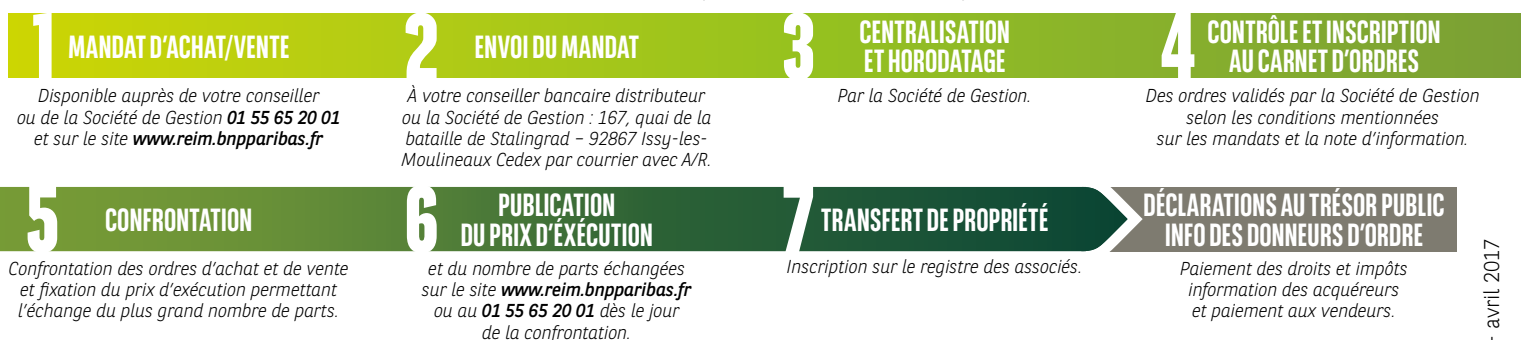 1 MANDAT D'ACHAT/VENTE
Disponible auprès de votre conseiller
ou de la Société de Gestion 01 55 65 20 01
et sur le site www.reim.bnpparibas.fr
2 ENVOI DU MANDAT
À votre conseiller bancaire distributeur
ou la Société de Gestion : 167, quai de la
bataille de Stalingrad – 92867 Issy-les-
Moulineaux Cedex par courrier avec A/R.
3 CENTRALISATION
ET HORODATAGE
Par la Société de Gestion.
4 CONTRÔLE ET INSCRIPTION
AU CARNET D'ORDRES
Des ordres validés par la Société de Gestion
selon les conditions mentionnées
sur les mandats et la note d'information.
5 CONFRONTATION
Confrontation des ordres d'achat et de vente
et fixation du prix d'exécution permettant
l'échange du plus grand nombre de parts.
6 PUBLICATION
DU PRIX D'ÉXÉCUTION
et du nombre de parts échangées
sur le site www.reim.bnpparibas.fr
ou au 01 55 65 20 01 dès le jour
de la confrontation.
7 TRANSFERT DE PROPRIÉTÉ
Inscription sur le registre des associés.
DÉCLARATIONS AU TRÉSOR PUBLIC
INFO DES DONNEURS D'ORDRE
Paiement des droits et impôts
information des acquéreurs
et paiement aux vendeurs.
- avril 2017